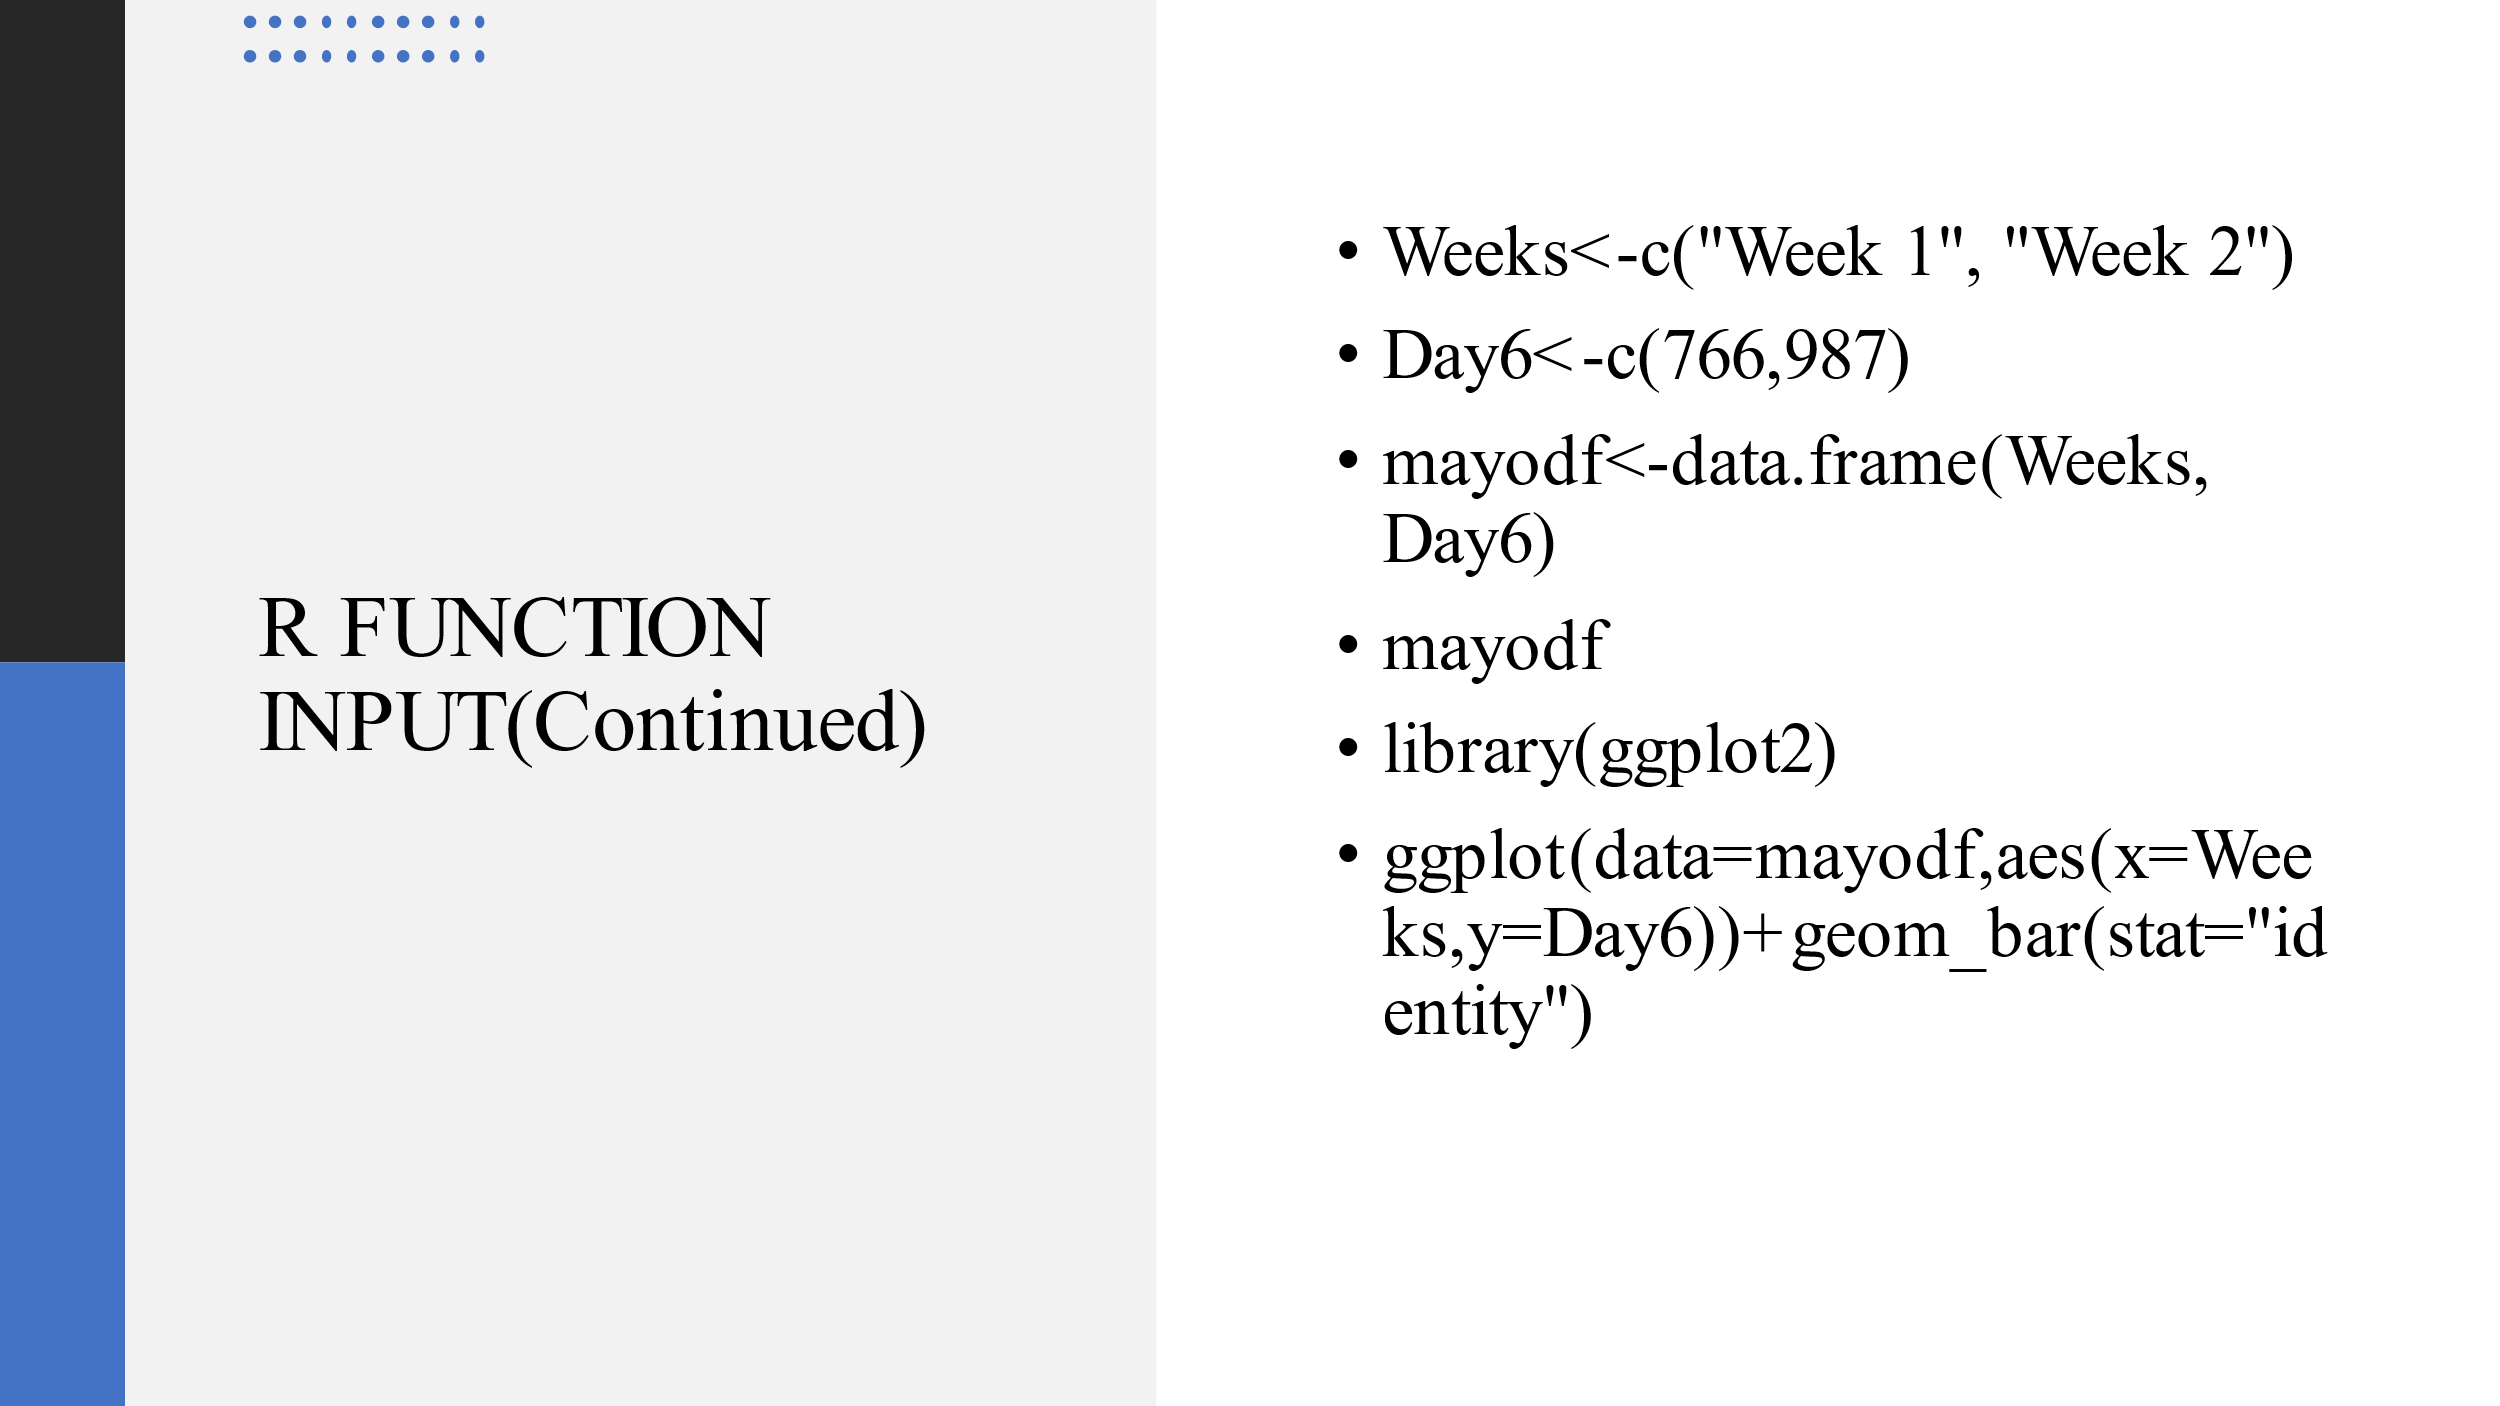 R FUNCTION
INPUT(Continued)
• Weeks<-c("Week 1", "Week 2")
• Day6<-c(766,987)
• mayodf<-data.frame(Weeks,
Day6)
• mayodf
• library(ggplot2)
• ggplot(data=mayodf,aes(x=Wee
ks,y=Day6))+geom_bar(stat="id
entity")